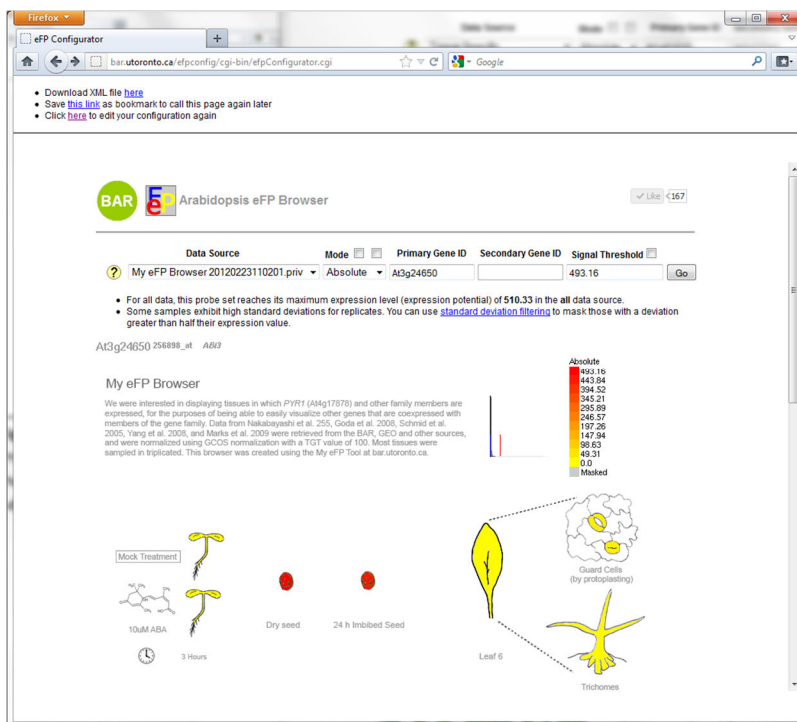 Firefox
eFP Configurator
bar.utoronto.ca/efpconfig/cgi-bin/efpConfigurator.cgi
Google
Download XML file here
Save this link as bookmark to call this page again later
Click here to edit your configuration again
BAR
eFP
Arabidopsis eFP Browser
Like
167
Data Source Mode Primary Gene ID Secondary Gene ID Signal Threshold
? My eFP Browser 20120223110201.priv Absolute At3g24650 493.16 Go
For all data, this probe set reaches its maximum expression level (expression potential) of 510.33 in the all data source.
Some samples exhibit high standard deviations for replicates. You can use standard deviation filtering to mask those with a deviation
greater than half their expression value.
At3g24650 256898_at ABI3
My eFP Browser
We were interested in displaying tissues in which PYR1 (At4g17878) and other family members are
expressed, for the purposes of being able to easily visualize other genes that are coexpressed with
members of the gene family. Data from Nakabayashi et al. 255, Goda et al. 2008, Schmid et al.
2005, Yang et al. 2008, and Marks et al. 2009 were retrieved from the BAR, GEO and other sources,
and were normalized using GCOS normalization with a TGT value of 100. Most tissues were
sampled in triplicated. This browser was created using the My eFP Tool at bar.utoronto.ca.
Absolute
493.16
443.84
394.52
345.21
295.89
246.57
197.26
147.94
98.63
49.31
0.0
Masked
Mock Treatment
10uM ABA
3 Hours
Dry seed
24 h Imbibed Seed
Leaf 6
Guard Cells
(by protoplasting)
Trichomes